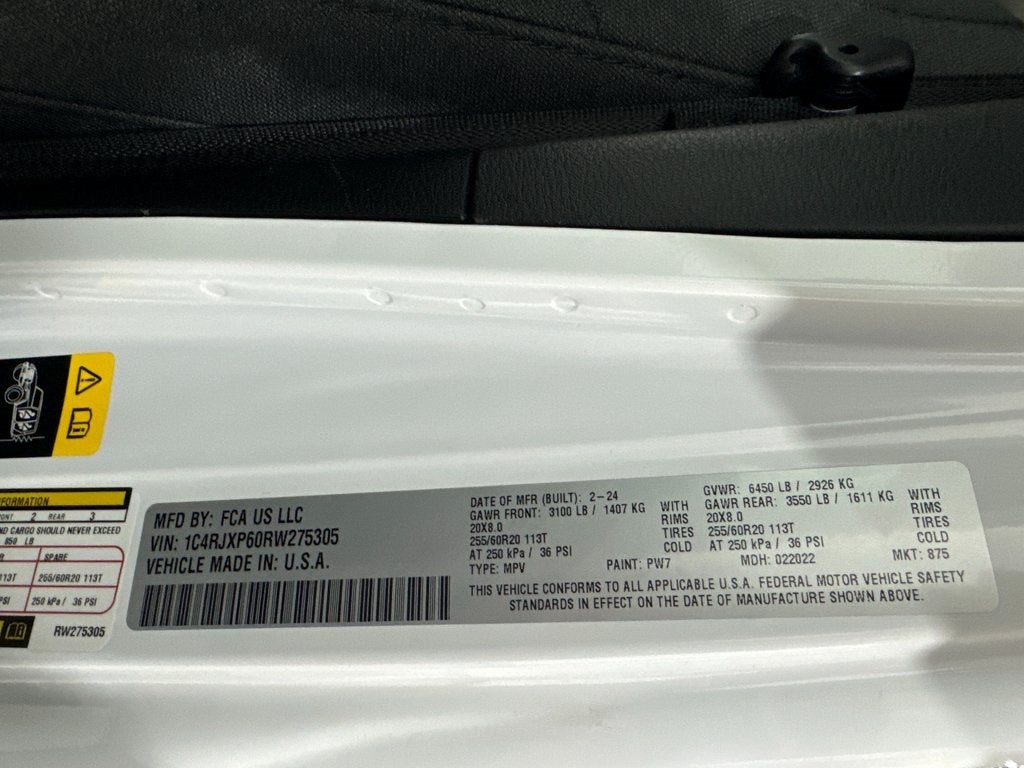 FORMATION
2 REAR 3
ND CARGO SHOULD NEVER EXCEED
850 LB
SPARE
113T 255/60R20 113T
PSI 250 kPa / 36 PSI
RW275305
MFD BY: FCA US LLC
VIN: 1C4RJXP60RW275305
VEHICLE MADE IN: U.S.A.
DATE OF MFR (BUILT): 2-24
GAWR FRONT: 3100 LB / 1407 KG WITH
20X8.0 RIMS
255/60R20 113T TIRES
AT 250 kPa / 36 PSI COLD
TYPE: MPV PAINT: PW7
GVWR: 6450 LB / 2926 KG
GAWR REAR: 3550 LB / 1611 KG WITH
20X8.0 RIMS
255/60R20 113T TIRES
AT 250 kPa / 36 PSI COLD
MDH: 022022 MKT: 875
THIS VEHICLE CONFORMS TO ALL APPLICABLE U.S.A. FEDERAL MOTOR VEHICLE SAFETY
STANDARDS IN EFFECT ON THE DATE OF MANUFACTURE SHOWN ABOVE.